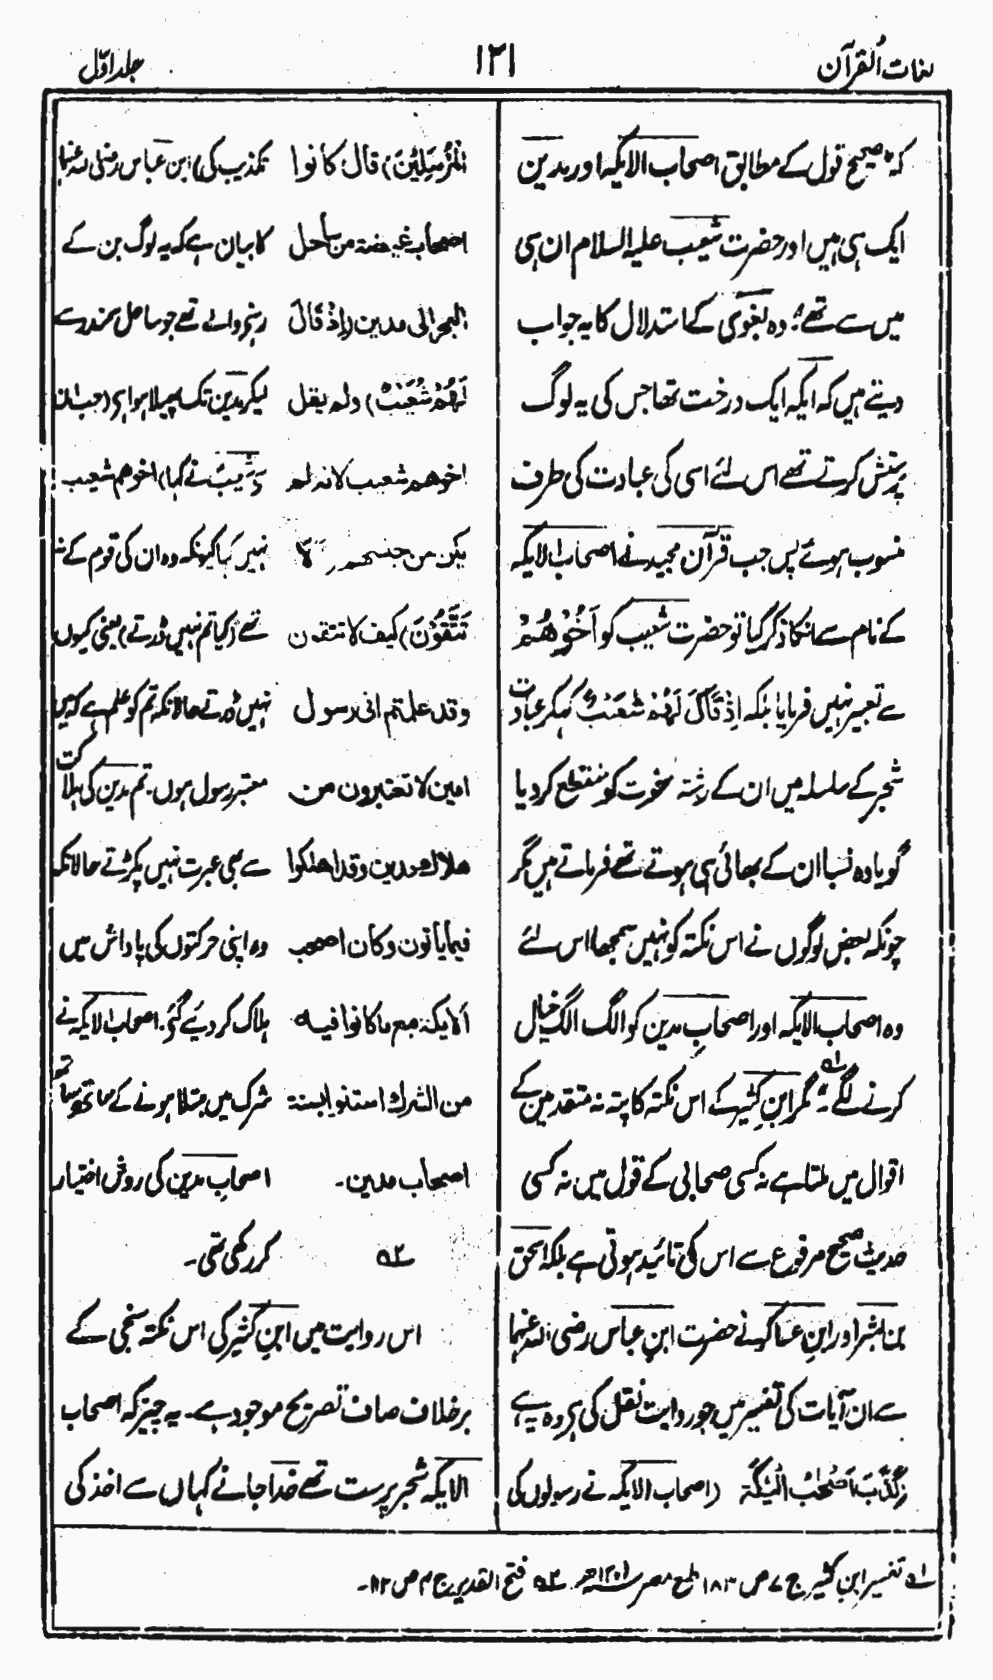 لغات القرآن
۱۲۱
جلد اوّل
کہ صحیح قول کے مطابق اصحاب الایکہ اور مدین
ایک ہی ہیں اور حضرت شعیب علیہ السلام ان ہی
میں سے تھے؛ وہ بغوی کے استدلال کا یہ جواب
دیتے ہیں کہ ایکہ ایک درخت تھا جس کی یہ لوگ
پرستش کرتے تھے اس لئے اسی کی عبادت کی طرف
منسوب ہوئے پس جب قرآن مجید نے اصحاب الایکہ
کے نام سے انکا ذکر کیا تو حضرت شعیب کو اَخُوْهُمْ
سے تعبیر نہیں فرمایا بلکہ اِذْ قَالَ لَهُمْ شُعَيْبٌ کہکر عبادت
شجر کے سلسلہ میں ان کے رشتہ اخوت کو منقطع کر دیا
گویا وہ نسبا ان کے بھائی ہی ہوتے تھے فرماتے ہیں مگر
چونکہ بعض لوگوں نے اس نکتہ کو نہیں سمجھا اس لئے
وہ اصحاب الایکہ اور اصحابِ مدین کو الگ الگ خیال
کرنے لگے ۱؎ مگر ابنِ کثیر کے اس نکتہ کا پتہ نہ متقدمین کے
اقوال میں ملتا ہے نہ کسی صحابی کے قول میں نہ کسی
حدیث صحیح مرفوع سے اس کی تائید ہوتی ہے بلکہ اسحٰق
بن بشر اور ابنِ عساکر نے حضرت ابنِ عباس رضی اللہ عنہما
سے ان آیات کی تفسیر میں جو روایت نقل کی ہے وہ یہ ہے
(كَذَّبَ اَصْحٰبُ الْئَيْكَةِ (اصحاب الایکہ نے رسولوں کی
الْمُرْسَلِيْنَ) قال كانوا تکذیب کی) ابن عباس رضی اللہ عنہما
اصحاب غيضة من ساحل کا بیان ہے کہ یہ لوگ بن کے
البحر الى مدين (اِذْ قَالَ رہنے والے تھے جو ساحل سمندر سے
لَهُمْ شُعَيْبٌ) ولم يقل لیکر مدین تک پھیلا ہوا ہے (جب ان
اخوهم شعيب لانه لم سے شعیبؑ نے کہا) اخوھم شعیب
يكن من جنسهم (اَلَا نہیں کہا کیونکہ وہ ان کی قوم کے نہ
تَتَّقُوْنَ) كيف لا تتقون تھے (کیا تم نہیں ڈرتے) یعنی کیوں
وقد علمتم انى رسول نہیں ڈرتے حالانکہ تم کو علم ہے کہ میں
امين لا تعتبرون من معتبر رسول ہوں۔ تم مدین کی ہلاکت
هلاك مدين وقد اهلكوا سے بھی عبرت نہیں پکڑتے حالانکہ
فيما ياتون وكان اصحب وہ اپنی حرکتوں کی پاداش میں
الايكة مع ما كانوا فيه ہلاک کر دیئے گئے۔ اصحاب الایکہ نے
من الشرك استنوا بسنة شرک میں مبتلا ہونے کے ساتھ ساتھ
اصحاب مدين۔ اصحابِ مدین کی روش اختیار
۲؎ کر رکھی تھی۔
اس روایت میں ابنِ کثیر کی اس نکتہ سنجی کے
برخلاف صاف تصریح موجود ہے۔ یہ چیز کہ اصحاب
الایکہ شجر پرست تھے خدا جانے کہاں سے اخذ کی
۱؎ تفسیر ابنِ کثیر ج ۷ ص ۱۸۳ طبع مصر ۱۳۰۱ھ ۲؎ فتح القدیر ج ۴ ص ۱۱۲۔